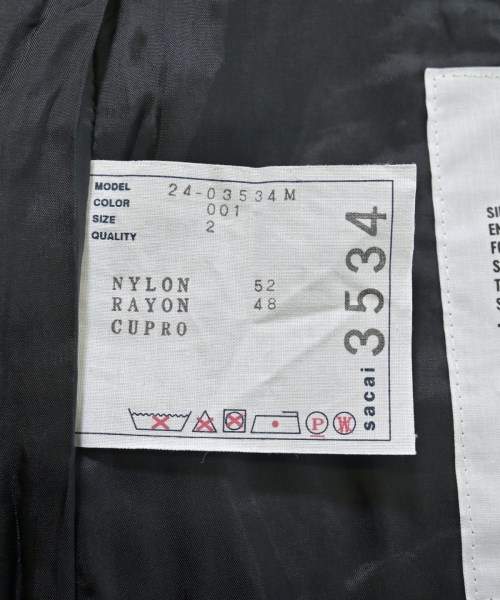 MODEL 24-03534M
COLOR 001
SIZE 2
QUALITY
NYLON 52
RAYON 48
CUPRO
sacai 3534
P W